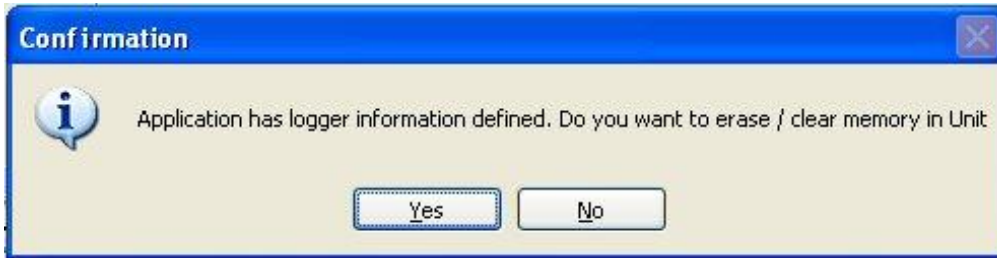 Confirmation
Application has logger information defined. Do you want to erase / clear memory in Unit
Yes
No